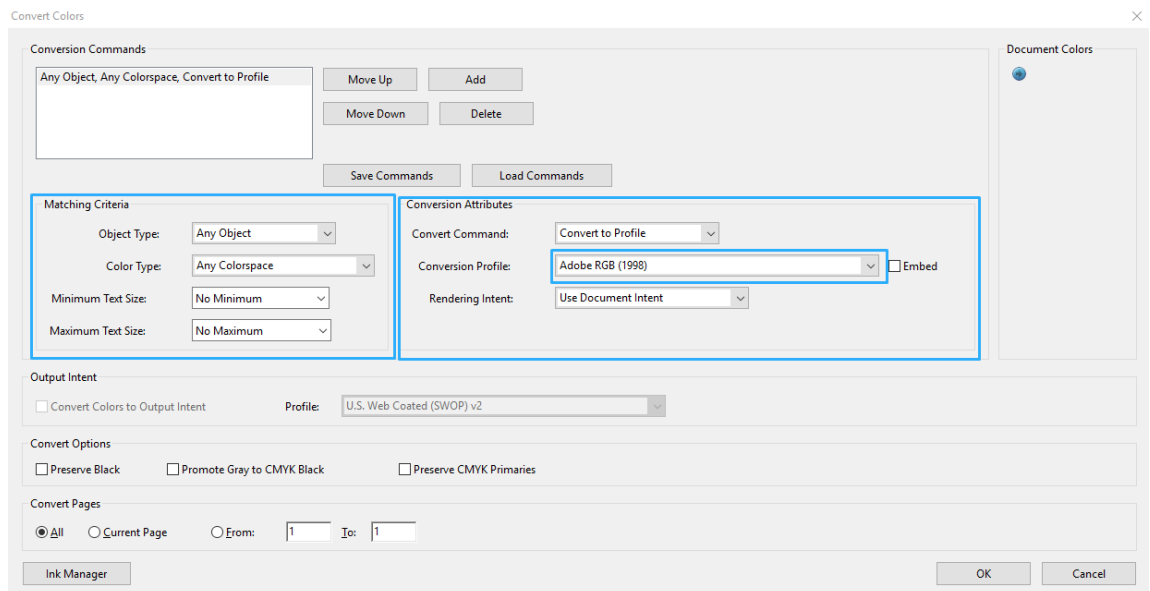 Convert Colors
Conversion Commands
Document Colors
Any Object, Any Colorspace, Convert to Profile
Move Up
Add
Move Down
Delete
Save Commands
Load Commands
Matching Criteria
Object Type: Any Object
Color Type: Any Colorspace
Minimum Text Size: No Minimum
Maximum Text Size: No Maximum
Conversion Attributes
Convert Command: Convert to Profile
Conversion Profile: Adobe RGB (1998) Embed
Rendering Intent: Use Document Intent
Output Intent
Convert Colors to Output Intent Profile: U.S. Web Coated (SWOP) v2
Convert Options
Preserve Black Promote Gray to CMYK Black Preserve CMYK Primaries
Convert Pages
All Current Page From: 1 To: 1
Ink Manager OK Cancel